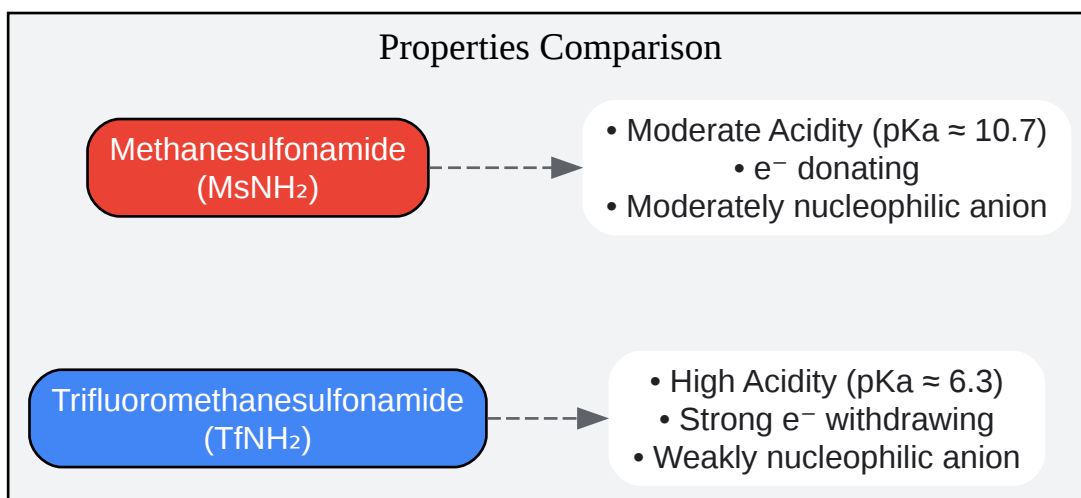 Properties Comparison
Methanesulfonamide
(MsNH₂)
• Moderate Acidity (pKa ≈ 10.7)
• e⁻ donating
• Moderately nucleophilic anion
Trifluoromethanesulfonamide
(TfNH₂)
• High Acidity (pKa ≈ 6.3)
• Strong e⁻ withdrawing
• Weakly nucleophilic anion